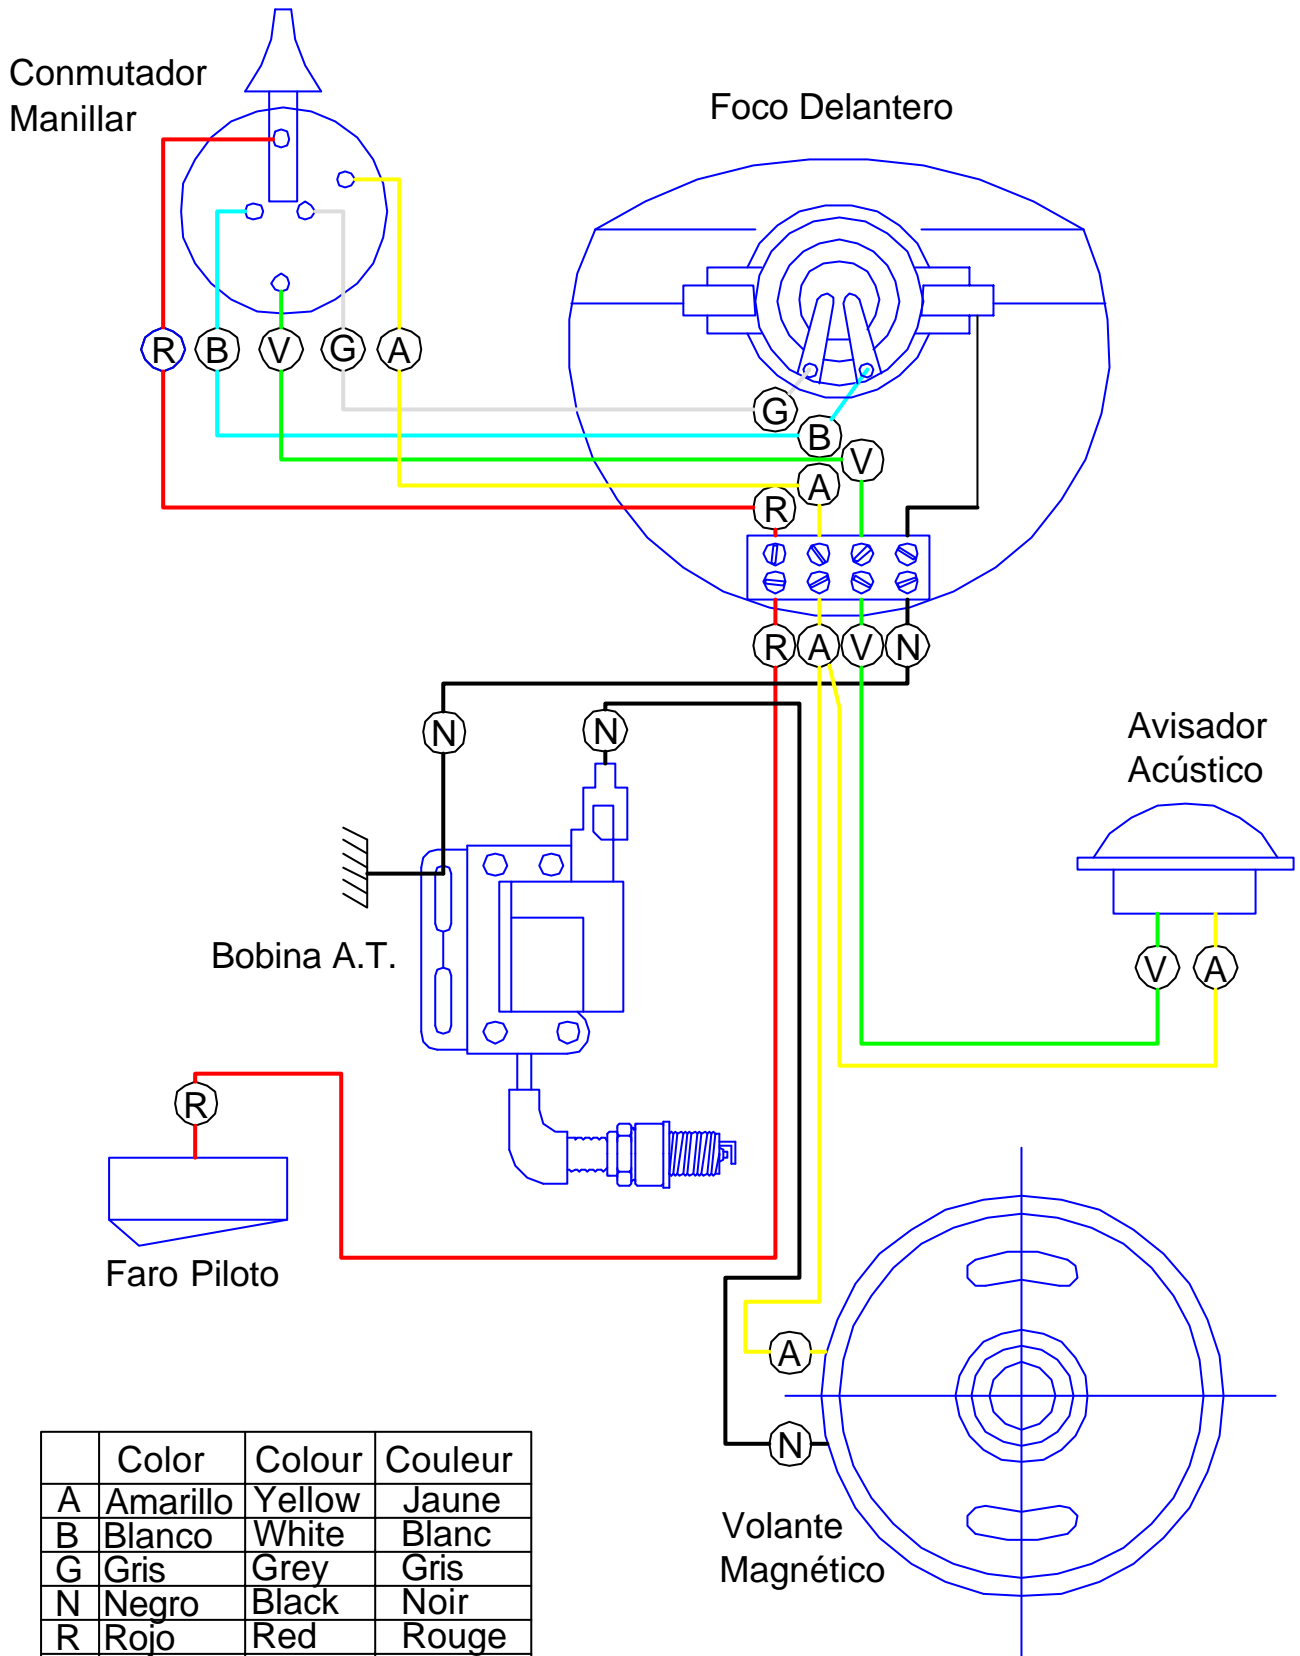 Conmutador
Manillar
Foco Delantero
R B V G A
G
B
V
A
R
R A V N
N
N
Avisador
Acústico
V A
Bobina A.T.
R
Faro Piloto
A
N
Volante
Magnético
Color Colour Couleur
A Amarillo Yellow Jaune
B Blanco White Blanc
G Gris Grey Gris
N Negro Black Noir
R Rojo Red Rouge